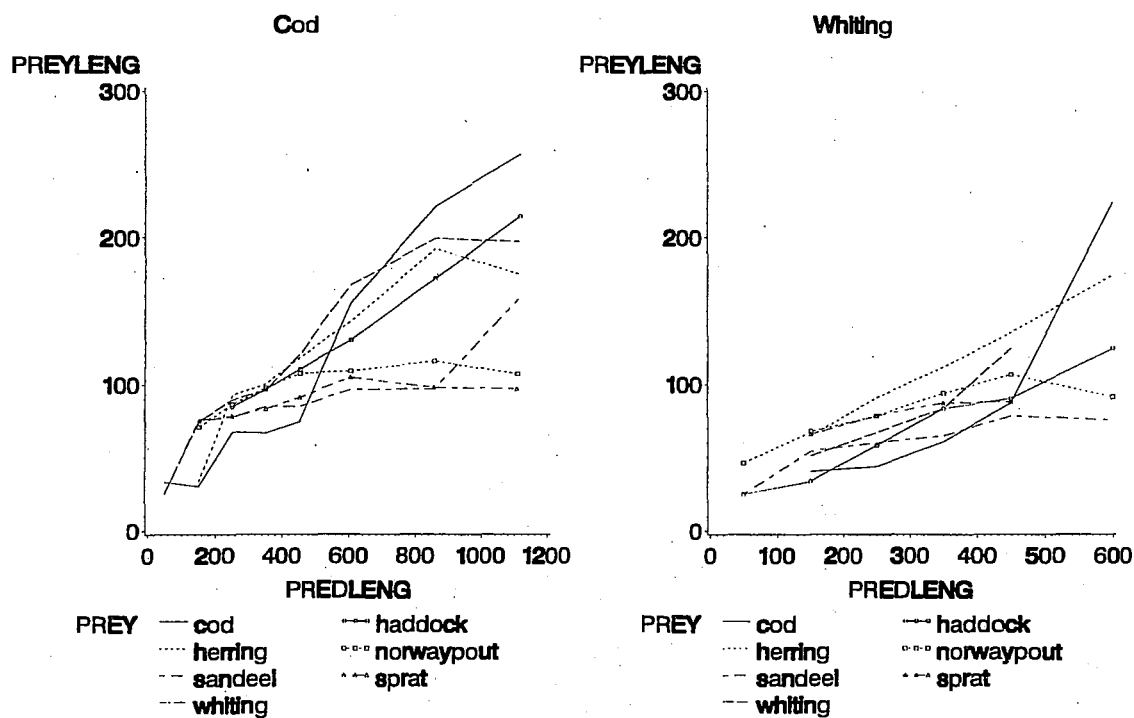 Cod
PREYLENG
300
200
100
0
0 200 400 600 800 1000 1200
PREDLENG
PREY cod haddock
herring norwaypout
sandeel sprat
whiting
Whiting
PREYLENG
300
200
100
0
0 100 200 300 400 500 600
PREDLENG
PREY cod haddock
herring norwaypout
sandeel sprat
whiting